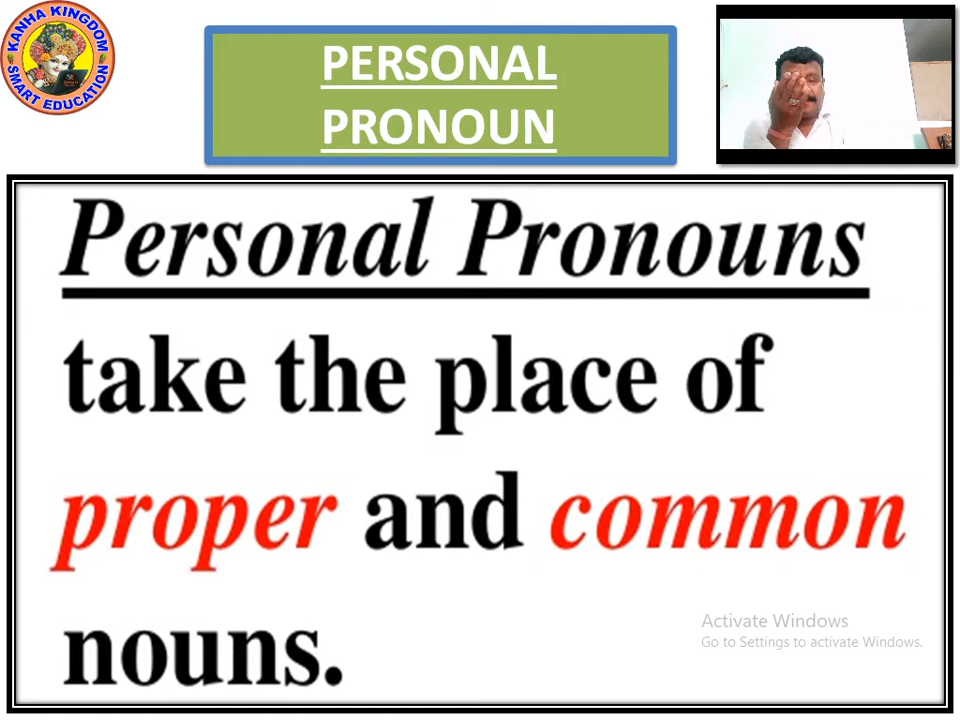 KANHA KINGDOM
SMART EDUCATION
PERSONAL
PRONOUN
Personal Pronouns
take the place of
proper and common
nouns.
Activate Windows
Go to Settings to activate Windows.